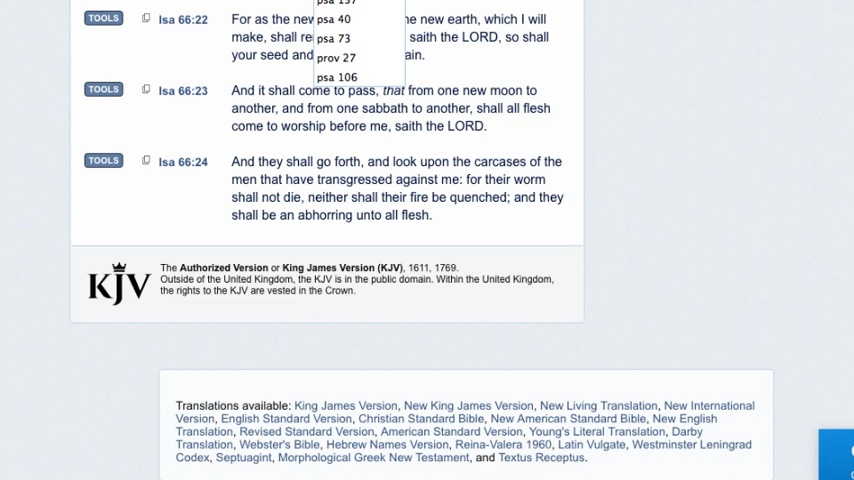 psa 137
TOOLS Isa 66:22 For as the new psa 40 he new earth, which I will
make, shall re psa 73 saith the LORD, so shall
your seed and prov 27 ain.
psa 106
TOOLS Isa 66:23 And it shall come to pass, that from one new moon to
another, and from one sabbath to another, shall all flesh
come to worship before me, saith the LORD.
TOOLS Isa 66:24 And they shall go forth, and look upon the carcases of the
men that have transgressed against me: for their worm
shall not die, neither shall their fire be quenched; and they
shall be an abhorring unto all flesh.
KJV
The Authorized Version or King James Version (KJV), 1611, 1769.
Outside of the United Kingdom, the KJV is in the public domain. Within the United Kingdom,
the rights to the KJV are vested in the Crown.
Translations available: King James Version, New King James Version, New Living Translation, New International
Version, English Standard Version, Christian Standard Bible, New American Standard Bible, New English
Translation, Revised Standard Version, American Standard Version, Young's Literal Translation, Darby
Translation, Webster's Bible, Hebrew Names Version, Reina-Valera 1960, Latin Vulgate, Westminster Leningrad
Codex, Septuagint, Morphological Greek New Testament, and Textus Receptus.